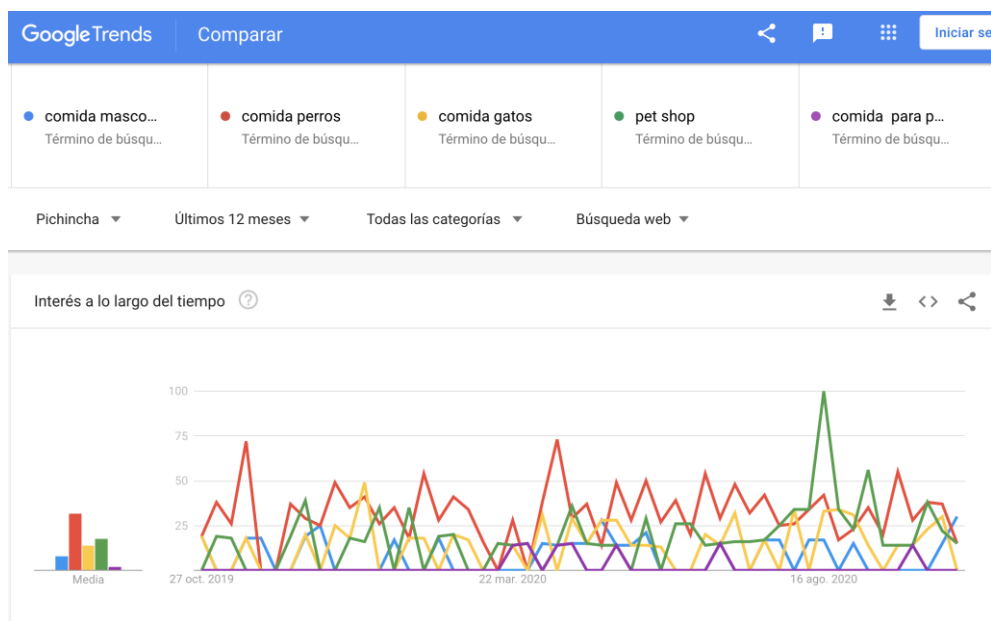 GoogleTrends Comparar Iniciar se
comida masco... comida perros comida gatos pet shop comida para p...
Término de búsqu... Término de búsqu... Término de búsqu... Término de búsqu... Término de búsqu...
Pichincha Últimos 12 meses Todas las categorías Búsqueda web
Interés a lo largo del tiempo ?
100
75
50
25
Media 27 oct. 2019 22 mar. 2020 16 ago. 2020